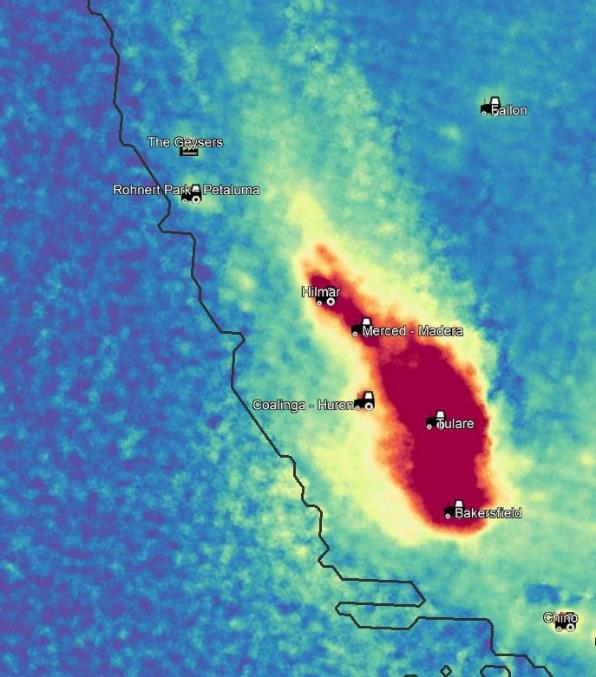 Fallon
The Geysers
Rohnert Park - Petaluma
Hilmar
Merced - Madera
Coalinga - Huron
Tulare
Bakersfield
Chino